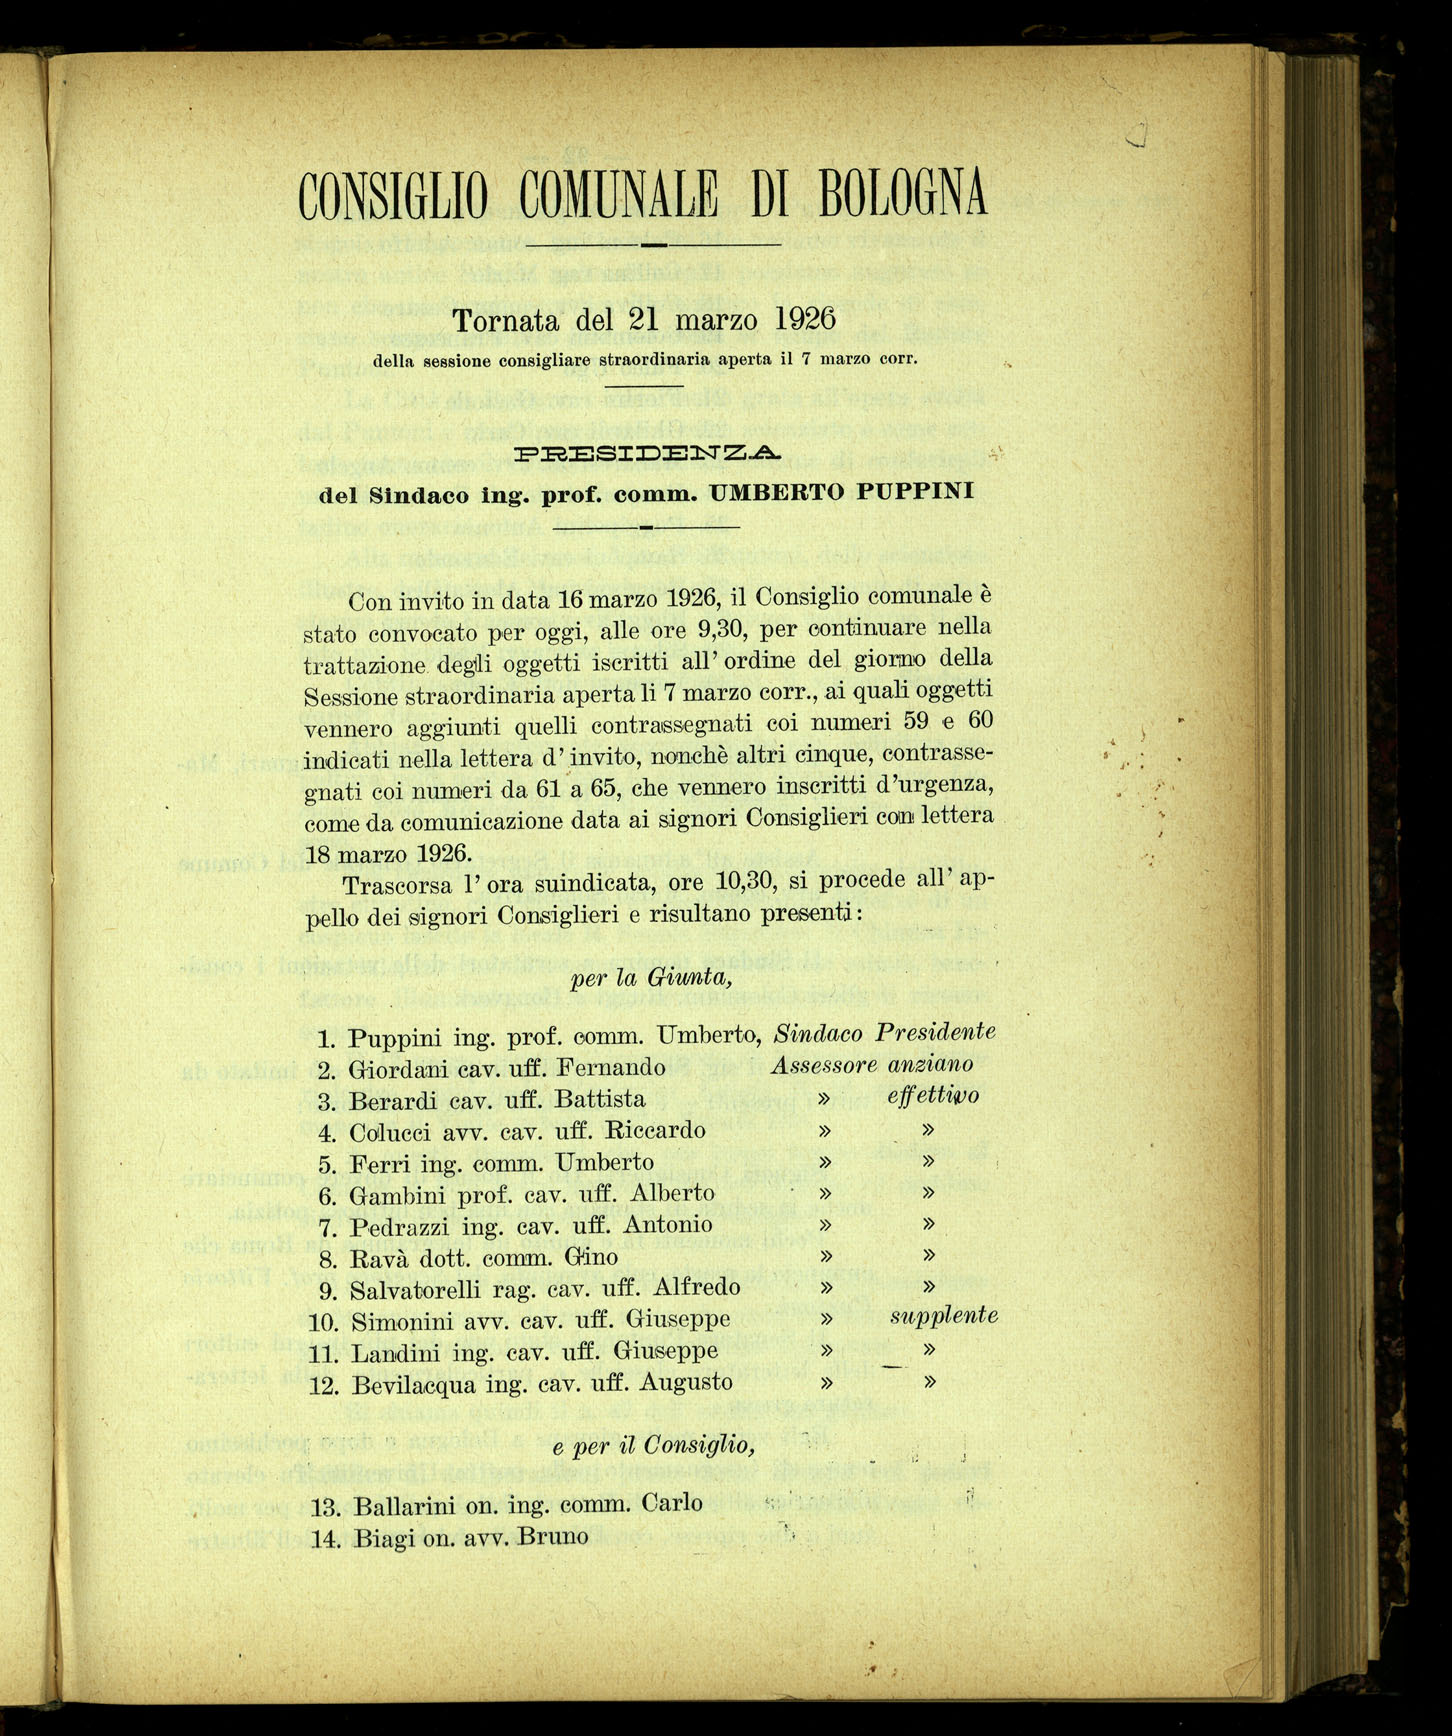 CONSIGLIO COMUNALE DI BOLOGNA
Tornata del 21 marzo 1926
della sessione consigliare straordinaria aperta il 7 marzo corr.
PRESIDENZA
del Sindaco ing. prof. comm. UMBERTO PUPPINI
Con invito in data 16 marzo 1926, il Consiglio comunale è
stato convocato per oggi, alle ore 9,30, per continuare nella
trattazione degli oggetti iscritti all' ordine del giorno della
Sessione straordinaria aperta li 7 marzo corr., ai quali oggetti
vennero aggiunti quelli contrassegnati coi numeri 59 e 60
indicati nella lettera d' invito, nonchè altri cinque, contrasse-
gnati coi numeri da 61 a 65, che vennero inscritti d'urgenza,
come da comunicazione data ai signori Consiglieri con lettera
18 marzo 1926.
Trascorsa l' ora suindicata, ore 10,30, si procede all' ap-
pello dei signori Consiglieri e risultano presenti:
per la Giunta,
1. Puppini ing. prof. comm. Umberto, Sindaco Presidente
2. Giordani cav. uff. Fernando Assessore anziano
3. Berardi cav. uff. Battista » effettivo
4. Colucci avv. cav. uff. Riccardo » »
5. Ferri ing. comm. Umberto » »
6. Gambini prof. cav. uff. Alberto » »
7. Pedrazzi ing. cav. uff. Antonio » »
8. Ravà dott. comm. Gino » »
9. Salvatorelli rag. cav. uff. Alfredo » »
10. Simonini avv. cav. uff. Giuseppe » supplente
11. Landini ing. cav. uff. Giuseppe » »
12. Bevilacqua ing. cav. uff. Augusto » »
e per il Consiglio,
13. Ballarini on. ing. comm. Carlo
14. Biagi on. avv. Bruno